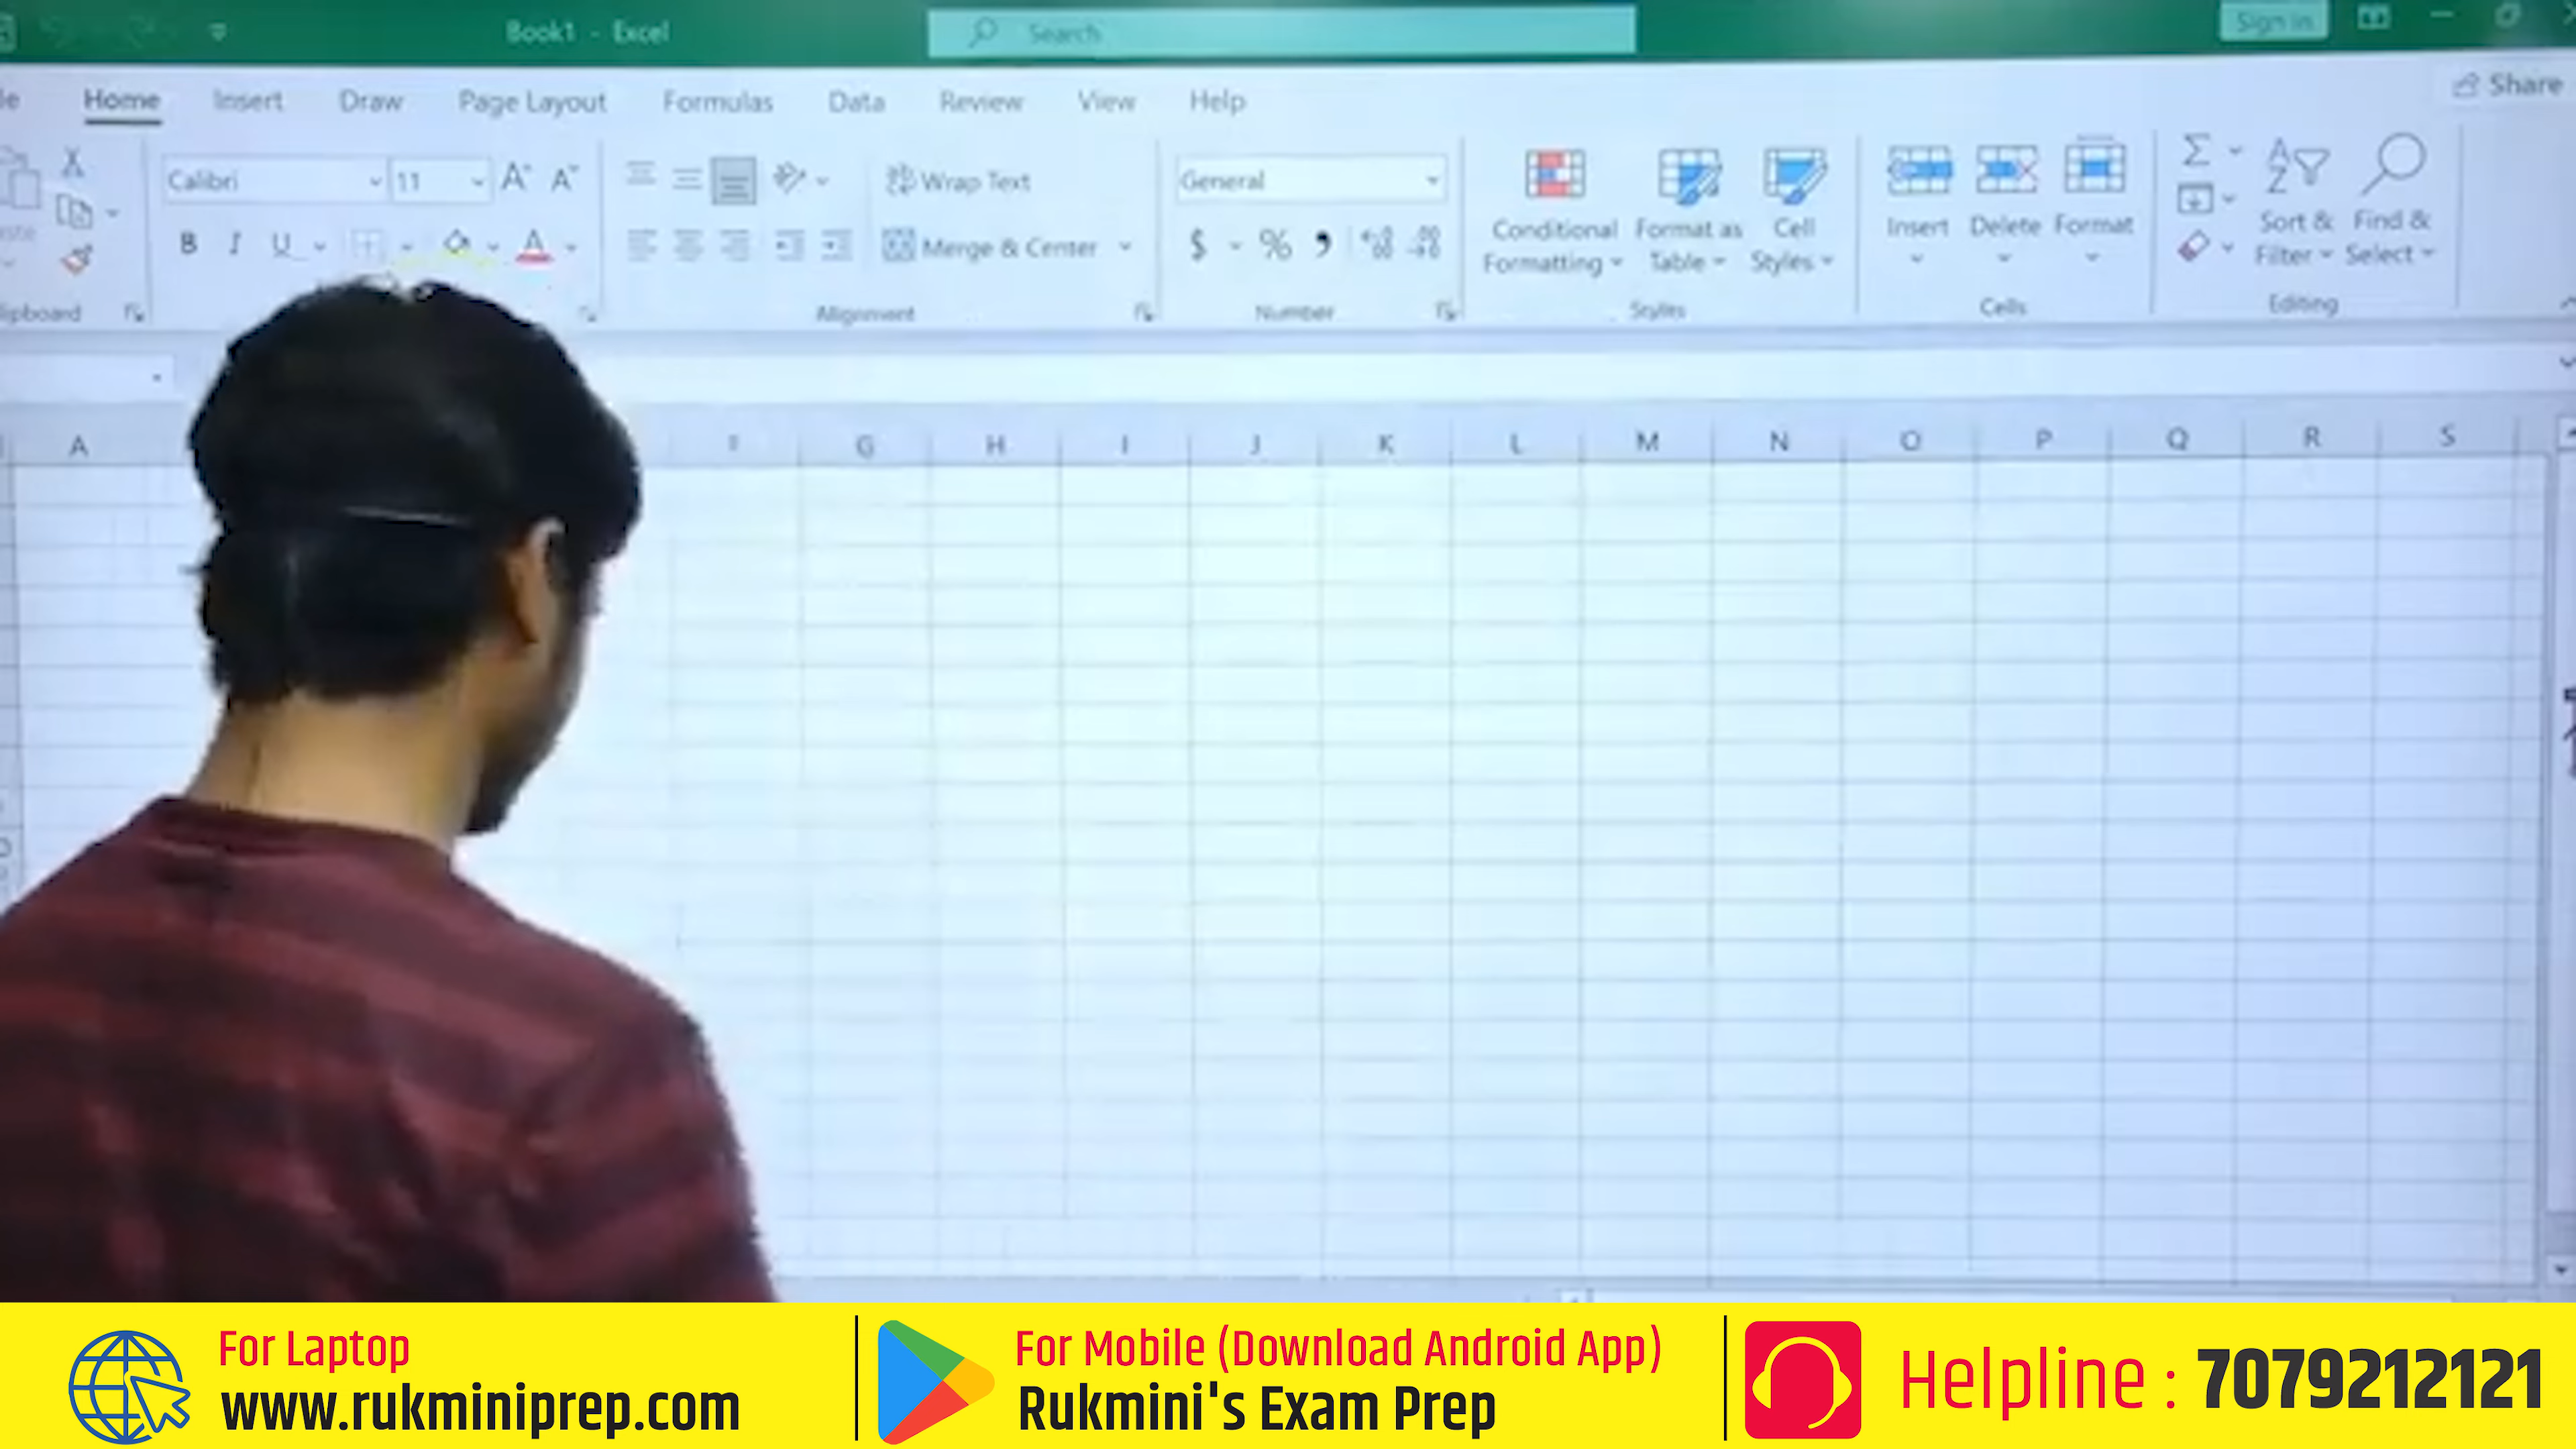 Book1 - Excel
Search
Sign in
Home Insert Draw Page Layout Formulas Data Review View Help
Share
Calibri 11 A A Wrap Text General
Conditional Formatting
Format as Table
Cell Styles
Insert Delete Format
Sort & Filter
Find & Select
B I U A Merge & Center $ %
Alignment Number Styles Cells Editing
A G H I J K L M N O P Q R S
For Laptop
www.rukminiprep.com
For Mobile (Download Android App)
Rukmini's Exam Prep
Helpline : 7079212121